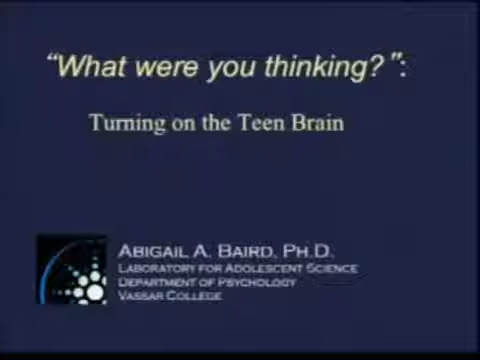 "What were you thinking?":
Turning on the Teen Brain
ABIGAIL A. BAIRD, PH.D.
LABORATORY FOR ADOLESCENT SCIENCE
DEPARTMENT OF PSYCHOLOGY
VASSAR COLLEGE